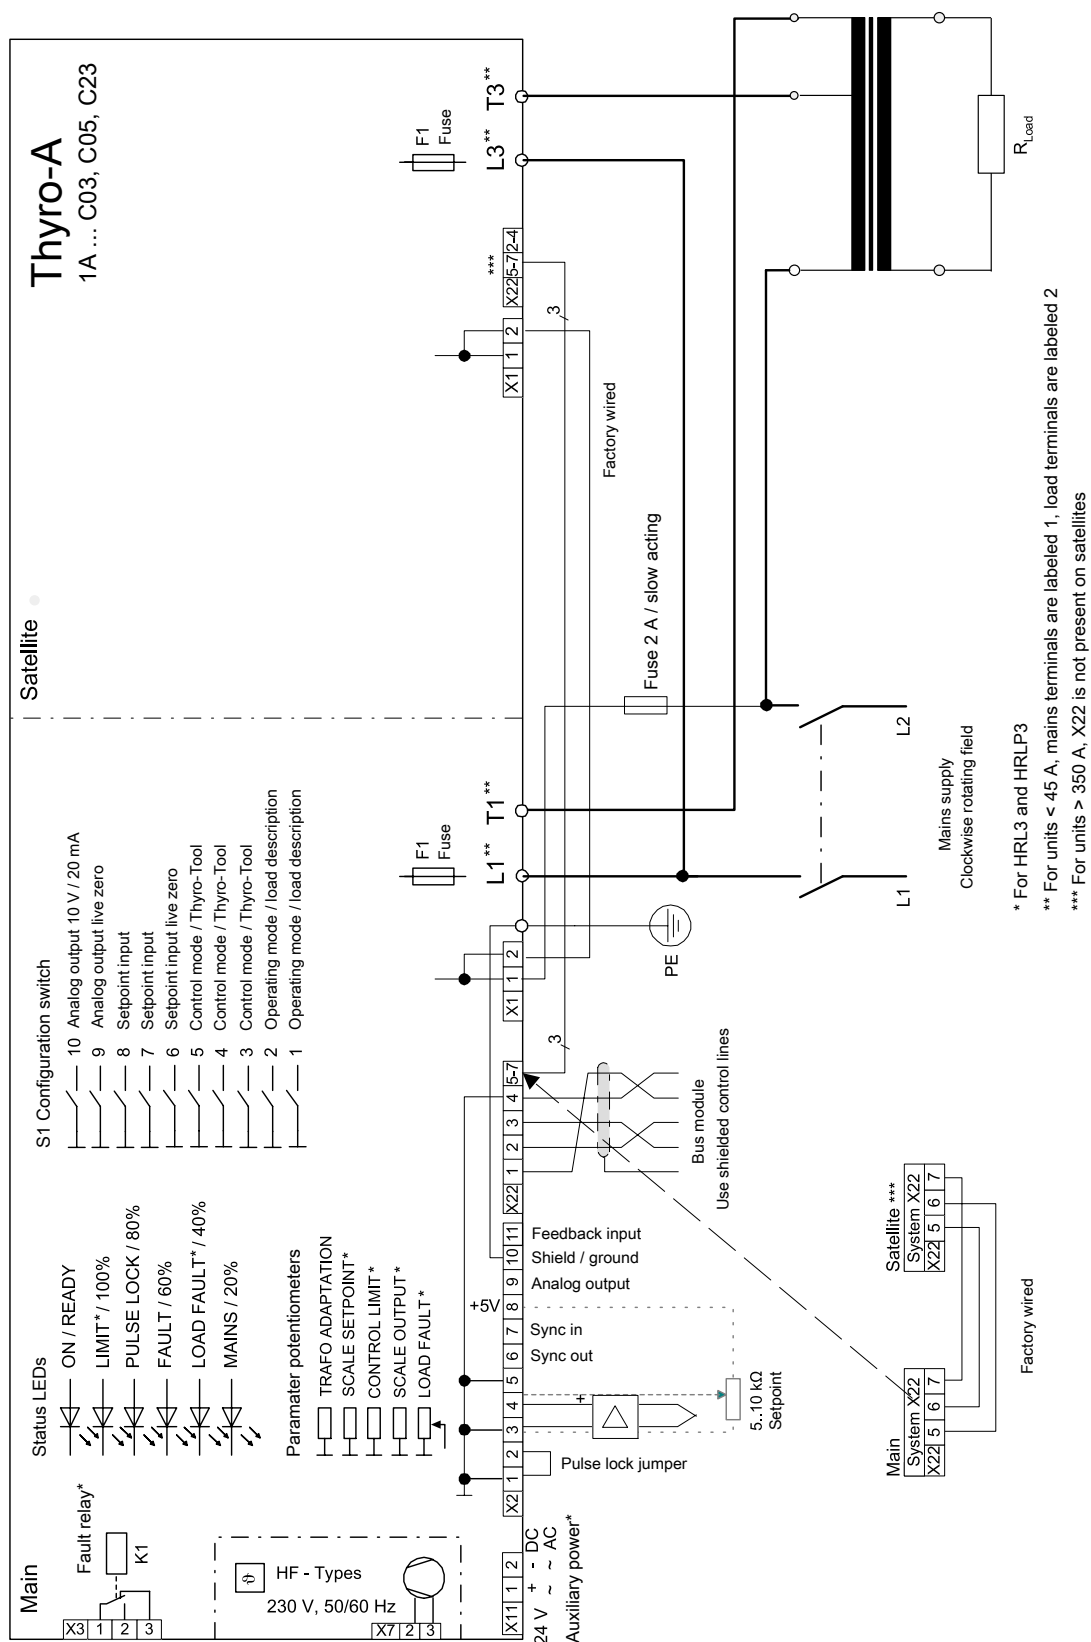 Thyro-A
1A ... C03, C05, C23
Main
Satellite
Fault relay*
K1
X3 1 2 3
HF - Types
230 V, 50/60 Hz
ϑ
X7 2 3
Status LEDs
ON / READY
LIMIT* / 100%
PULSE LOCK / 80%
FAULT / 60%
LOAD FAULT* / 40%
MAINS / 20%
Paramater potentiometers
TRAFO ADAPTATION
SCALE SETPOINT*
CONTROL LIMIT*
SCALE OUTPUT*
LOAD FAULT*
S1 Configuration switch
10 Analog output 10 V / 20 mA
9 Analog output live zero
8 Setpoint input
7 Setpoint input
6 Setpoint input live zero
5 Control mode / Thyro-Tool
4 Control mode / Thyro-Tool
3 Control mode / Thyro-Tool
2 Operating mode / load description
1 Operating mode / load description
F1
Fuse
F1
Fuse
X11 1 2
24 V + - DC
~ ~ AC
Auxiliary power*
X2 1 2 3 4 5 6 7 8 9 10 11
Pulse lock jumper
+
5..10 kΩ
Setpoint
Sync out
Sync in
+5V
Analog output
Shield / ground
Feedback input
X22 1 2 3 4 5-7
3
Bus module
Use shielded control lines
X1 1 2
PE
L1** T1**
Fuse 2 A / slow acting
Factory wired
X1 1 2
***
X22 5-7 2-4
3
L3** T3**
R Load
L1
L2
Mains supply
Clockwise rotating field
Main
System X22
X22 5 6 7
Satellite ***
System X22
X22 5 6 7
Factory wired
* For HRL3 and HRLP3
** For units < 45 A, mains terminals are labeled 1, load terminals are labeled 2
*** For units > 350 A, X22 is not present on satellites